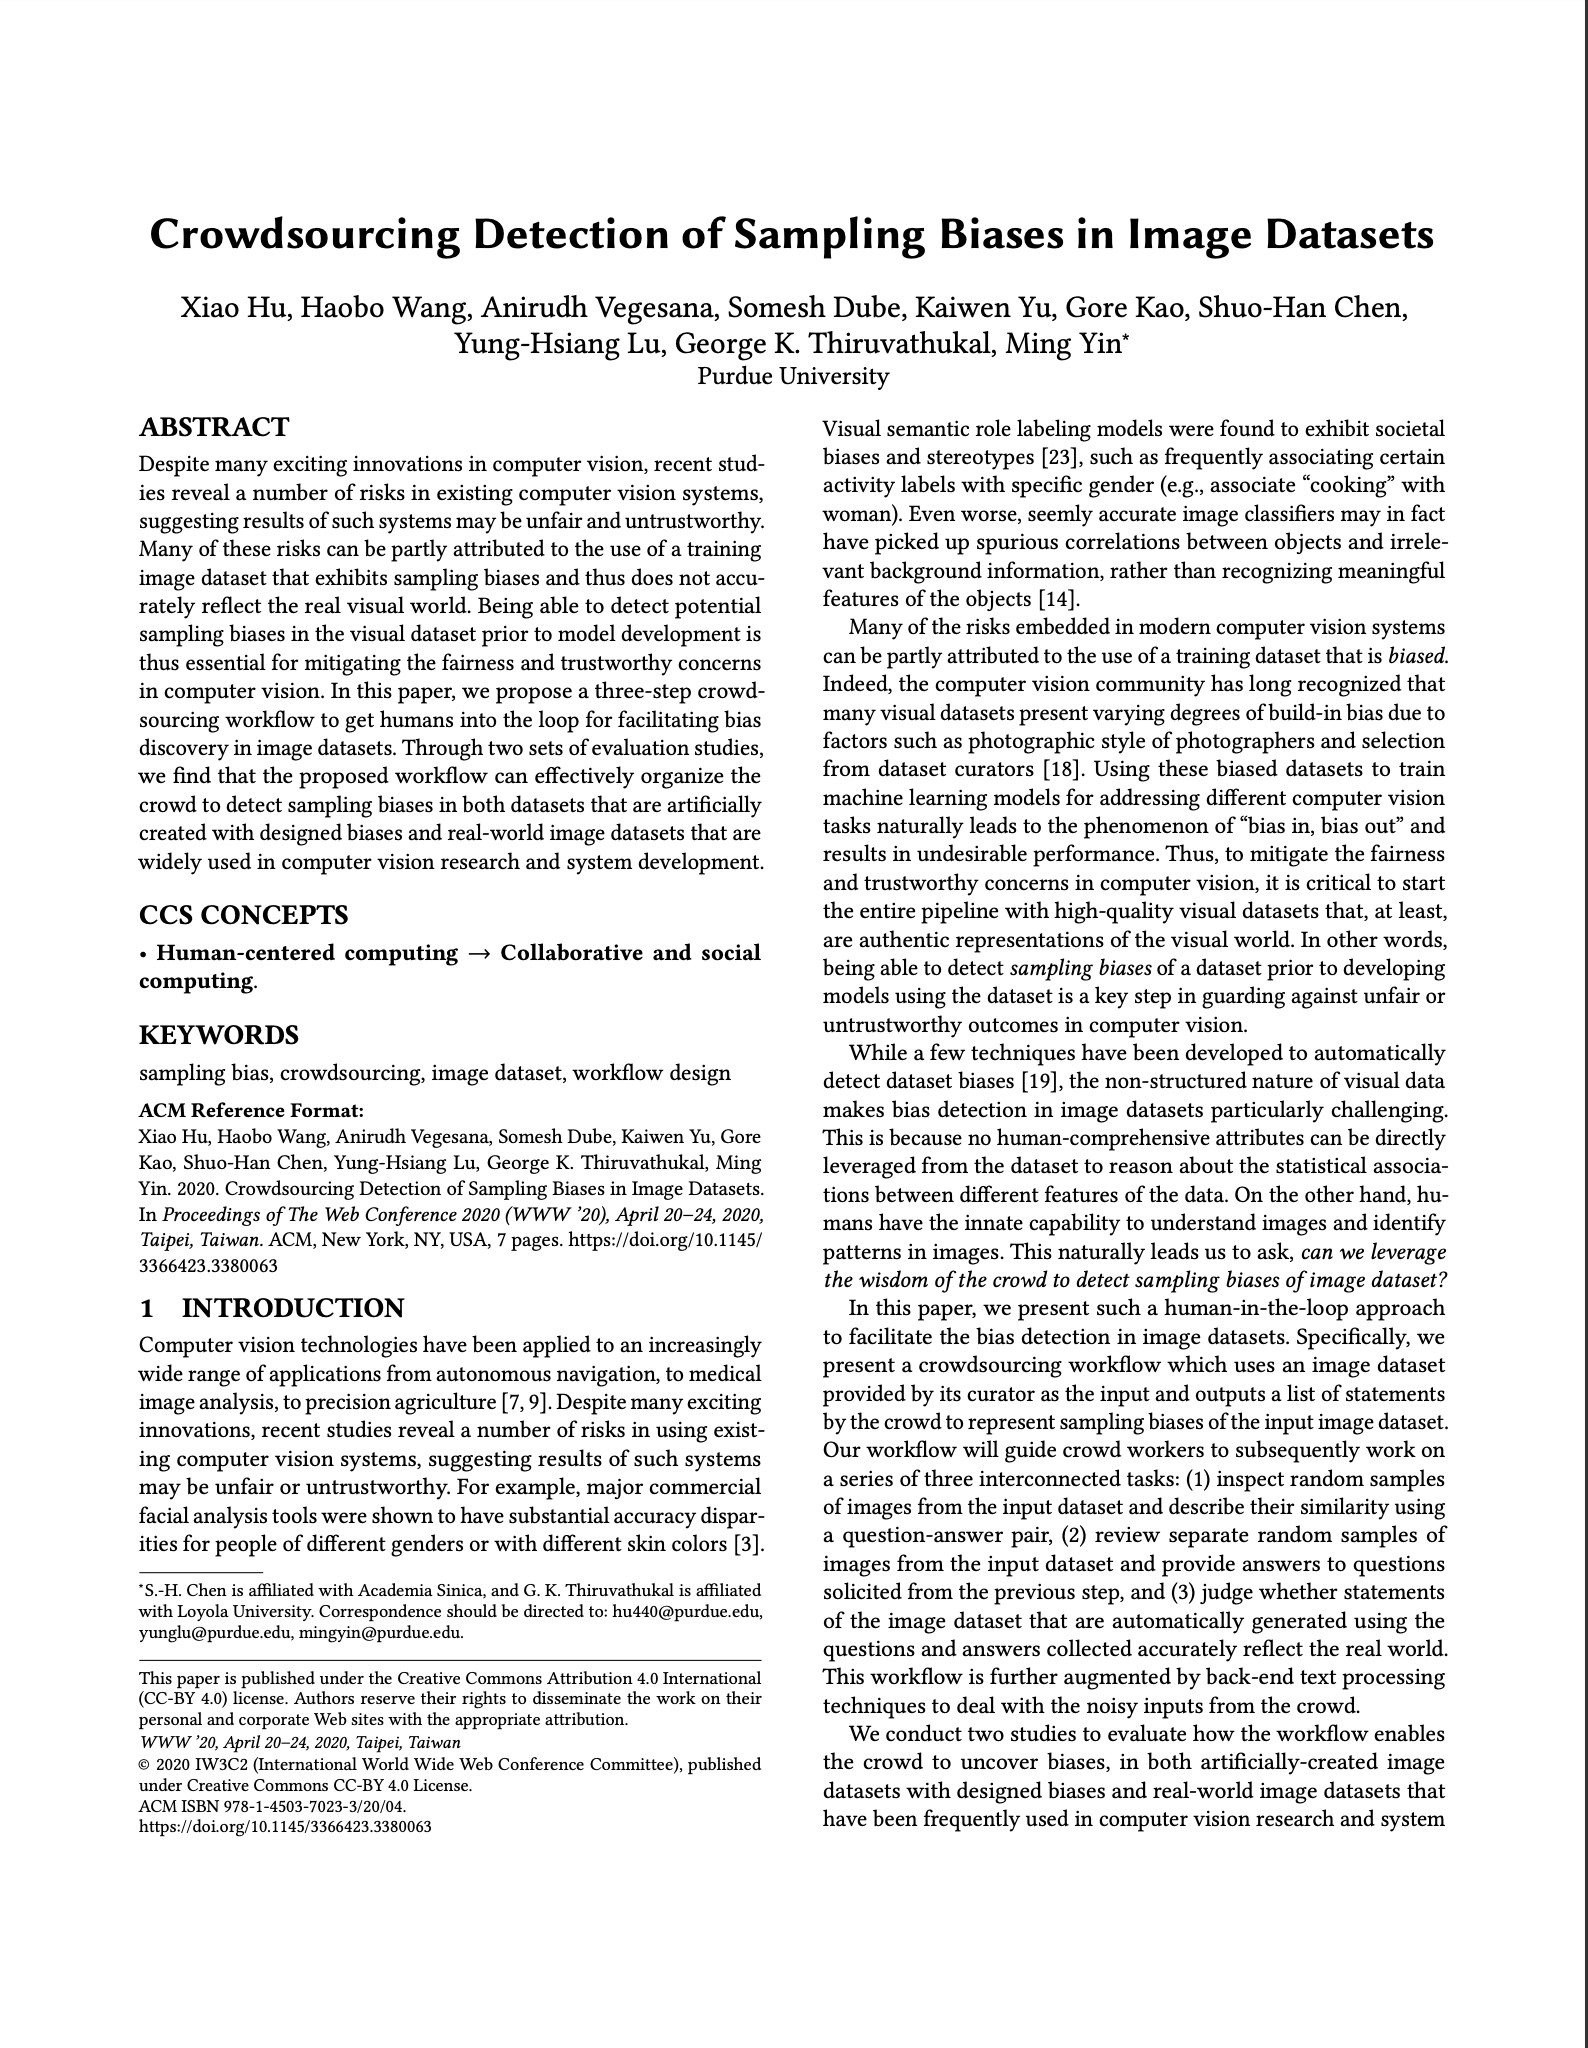 Crowdsourcing Detection of Sampling Biases in Image Datasets
Xiao Hu, Haobo Wang, Anirudh Vegesana, Somesh Dube, Kaiwen Yu, Gore Kao, Shuo-Han Chen,
Yung-Hsiang Lu, George K. Thiruvathukal, Ming Yin*
Purdue University
ABSTRACT
Despite many exciting innovations in computer vision, recent stud-
ies reveal a number of risks in existing computer vision systems,
suggesting results of such systems may be unfair and untrustworthy.
Many of these risks can be partly attributed to the use of a training
image dataset that exhibits sampling biases and thus does not accu-
rately reflect the real visual world. Being able to detect potential
sampling biases in the visual dataset prior to model development is
thus essential for mitigating the fairness and trustworthy concerns
in computer vision. In this paper, we propose a three-step crowd-
sourcing workflow to get humans into the loop for facilitating bias
discovery in image datasets. Through two sets of evaluation studies,
we find that the proposed workflow can effectively organize the
crowd to detect sampling biases in both datasets that are artificially
created with designed biases and real-world image datasets that are
widely used in computer vision research and system development.
CCS CONCEPTS
• Human-centered computing → Collaborative and social
computing.
KEYWORDS
sampling bias, crowdsourcing, image dataset, workflow design
ACM Reference Format:
Xiao Hu, Haobo Wang, Anirudh Vegesana, Somesh Dube, Kaiwen Yu, Gore
Kao, Shuo-Han Chen, Yung-Hsiang Lu, George K. Thiruvathukal, Ming
Yin. 2020. Crowdsourcing Detection of Sampling Biases in Image Datasets.
In Proceedings of The Web Conference 2020 (WWW ’20), April 20–24, 2020,
Taipei, Taiwan. ACM, New York, NY, USA, 7 pages. https://doi.org/10.1145/
3366423.3380063
1 INTRODUCTION
Computer vision technologies have been applied to an increasingly
wide range of applications from autonomous navigation, to medical
image analysis, to precision agriculture [7, 9]. Despite many exciting
innovations, recent studies reveal a number of risks in using exist-
ing computer vision systems, suggesting results of such systems
may be unfair or untrustworthy. For example, major commercial
facial analysis tools were shown to have substantial accuracy dispar-
ities for people of different genders or with different skin colors [3].
*S.-H. Chen is affiliated with Academia Sinica, and G. K. Thiruvathukal is affiliated
with Loyola University. Correspondence should be directed to: hu440@purdue.edu,
yunglu@purdue.edu, mingyin@purdue.edu.
This paper is published under the Creative Commons Attribution 4.0 International
(CC-BY 4.0) license. Authors reserve their rights to disseminate the work on their
personal and corporate Web sites with the appropriate attribution.
WWW ’20, April 20–24, 2020, Taipei, Taiwan
© 2020 IW3C2 (International World Wide Web Conference Committee), published
under Creative Commons CC-BY 4.0 License.
ACM ISBN 978-1-4503-7023-3/20/04.
https://doi.org/10.1145/3366423.3380063
Visual semantic role labeling models were found to exhibit societal
biases and stereotypes [23], such as frequently associating certain
activity labels with specific gender (e.g., associate “cooking” with
woman). Even worse, seemly accurate image classifiers may in fact
have picked up spurious correlations between objects and irrele-
vant background information, rather than recognizing meaningful
features of the objects [14].
Many of the risks embedded in modern computer vision systems
can be partly attributed to the use of a training dataset that is biased.
Indeed, the computer vision community has long recognized that
many visual datasets present varying degrees of build-in bias due to
factors such as photographic style of photographers and selection
from dataset curators [18]. Using these biased datasets to train
machine learning models for addressing different computer vision
tasks naturally leads to the phenomenon of “bias in, bias out” and
results in undesirable performance. Thus, to mitigate the fairness
and trustworthy concerns in computer vision, it is critical to start
the entire pipeline with high-quality visual datasets that, at least,
are authentic representations of the visual world. In other words,
being able to detect sampling biases of a dataset prior to developing
models using the dataset is a key step in guarding against unfair or
untrustworthy outcomes in computer vision.
While a few techniques have been developed to automatically
detect dataset biases [19], the non-structured nature of visual data
makes bias detection in image datasets particularly challenging.
This is because no human-comprehensive attributes can be directly
leveraged from the dataset to reason about the statistical associa-
tions between different features of the data. On the other hand, hu-
mans have the innate capability to understand images and identify
patterns in images. This naturally leads us to ask, can we leverage
the wisdom of the crowd to detect sampling biases of image dataset?
In this paper, we present such a human-in-the-loop approach
to facilitate the bias detection in image datasets. Specifically, we
present a crowdsourcing workflow which uses an image dataset
provided by its curator as the input and outputs a list of statements
by the crowd to represent sampling biases of the input image dataset.
Our workflow will guide crowd workers to subsequently work on
a series of three interconnected tasks: (1) inspect random samples
of images from the input dataset and describe their similarity using
a question-answer pair, (2) review separate random samples of
images from the input dataset and provide answers to questions
solicited from the previous step, and (3) judge whether statements
of the image dataset that are automatically generated using the
questions and answers collected accurately reflect the real world.
This workflow is further augmented by back-end text processing
techniques to deal with the noisy inputs from the crowd.
We conduct two studies to evaluate how the workflow enables
the crowd to uncover biases, in both artificially-created image
datasets with designed biases and real-world image datasets that
have been frequently used in computer vision research and system